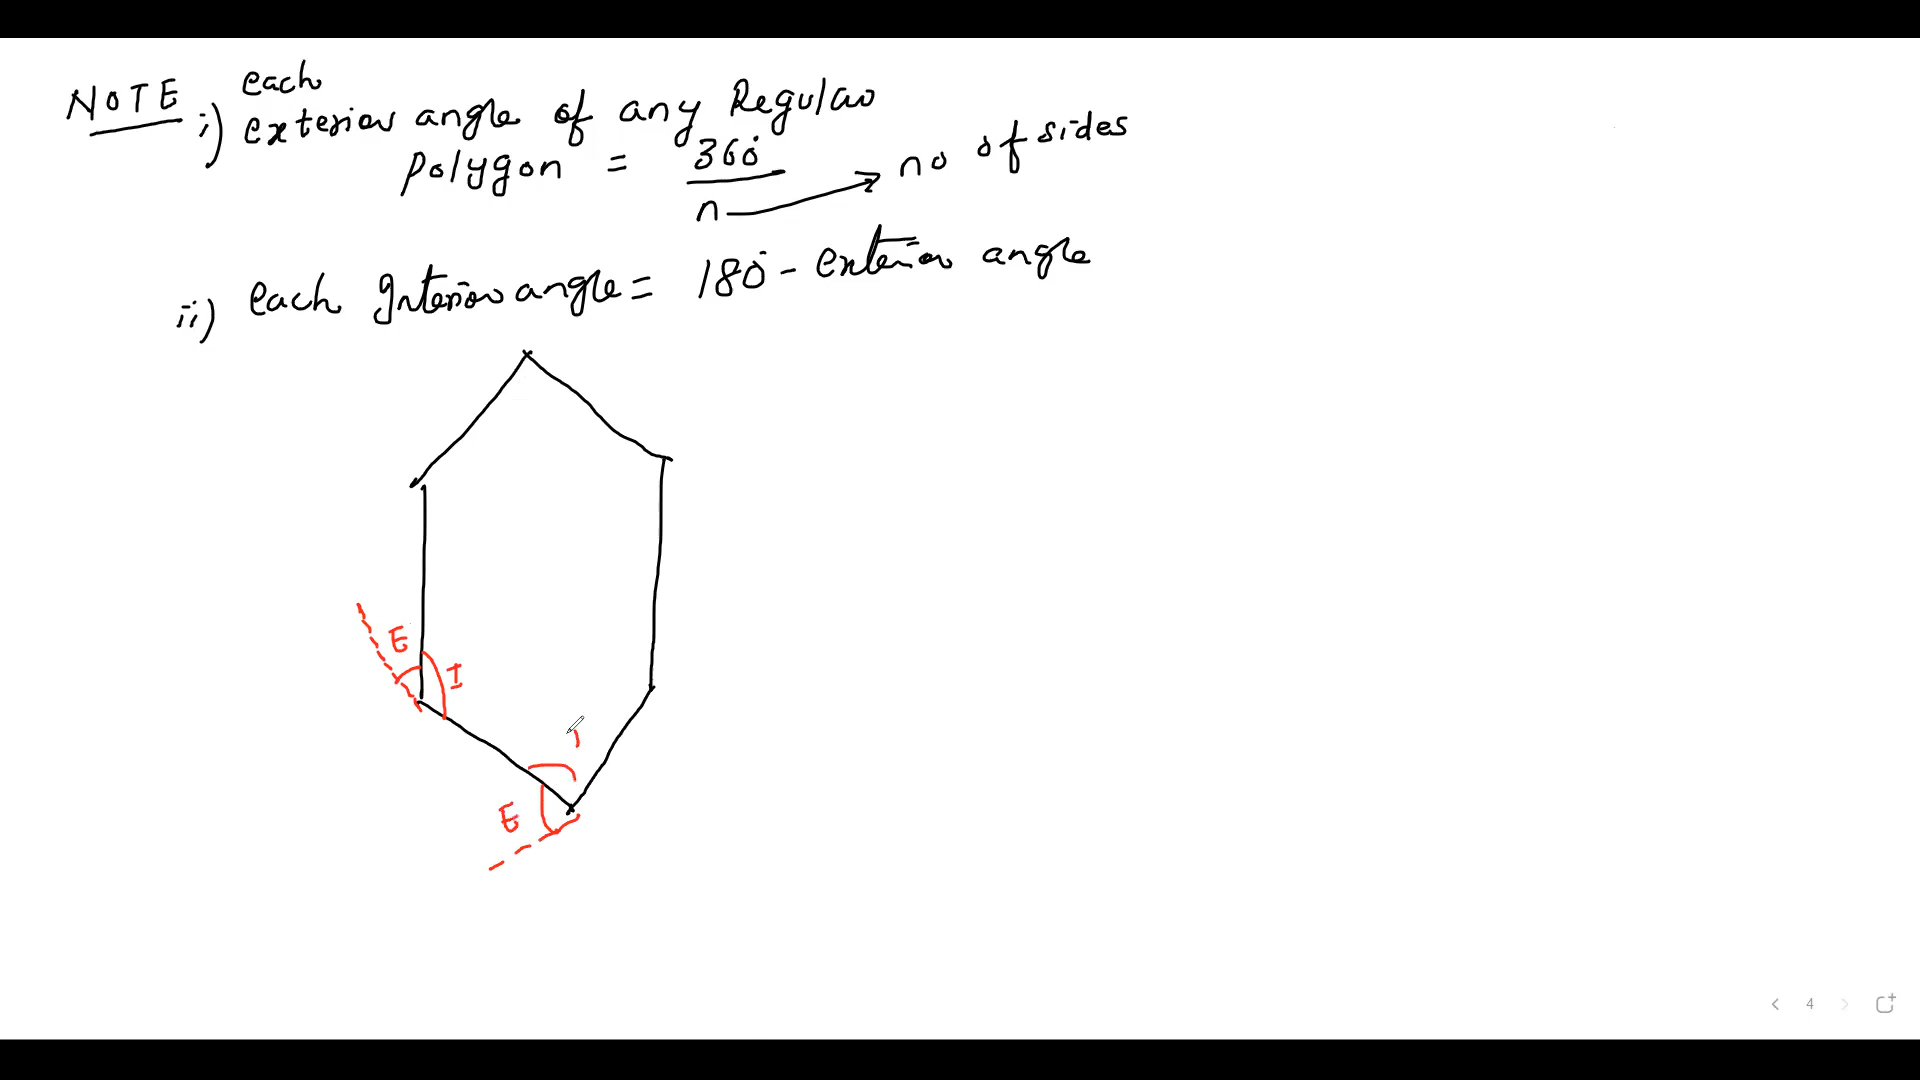 NOTE i) each
exterior angle of any Regular
polygon = 360°
n → no of sides
ii) each Interior angle = 180° - exterior angle
E
I
I
E
4